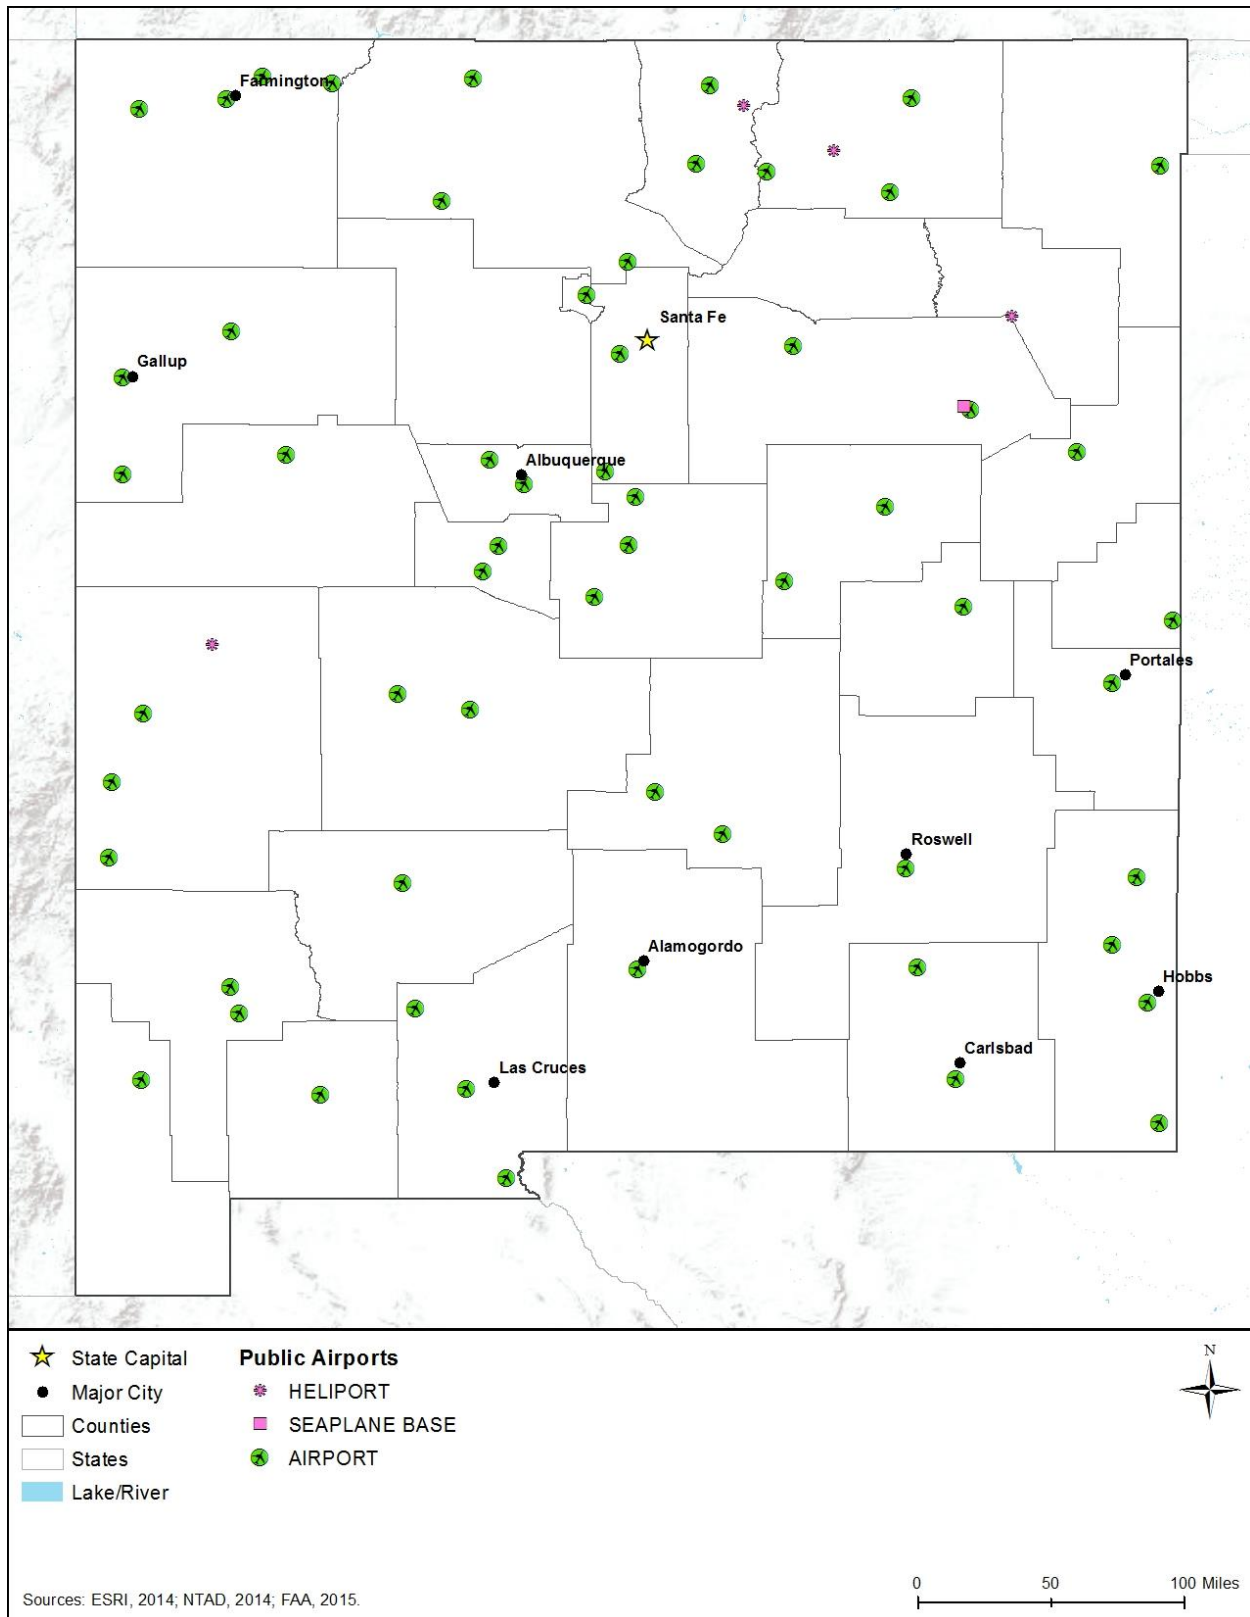 Farmington
Santa Fe
Gallup
Albuquerque
Portales
Roswell
Alamogordo
Hobbs
Carlsbad
Las Cruces
State Capital
Major City
Counties
States
Lake/River
Public Airports
HELIPORT
SEAPLANE BASE
AIRPORT
N
0 50 100 Miles
Sources: ESRI, 2014; NTAD, 2014; FAA, 2015.